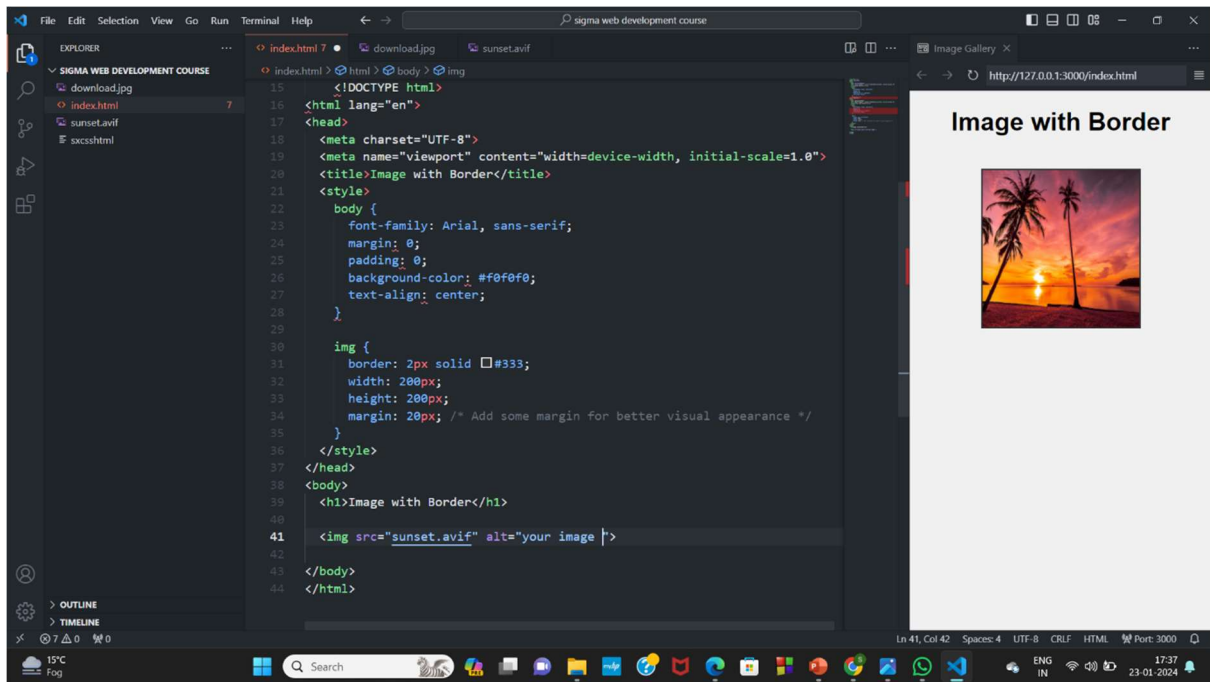 File Edit Selection View Go Run Terminal Help
sigma web development course
EXPLORER
SIGMA WEB DEVELOPMENT COURSE
download.jpg
index.html 7
sunset.avif
sxcsshtml
OUTLINE
TIMELINE
index.html 7 download.jpg sunset.avif
index.html > html > body > img
15 <!DOCTYPE html>
16 <html lang="en">
17 <head>
18 <meta charset="UTF-8">
19 <meta name="viewport" content="width=device-width, initial-scale=1.0">
20 <title>Image with Border</title>
21 <style>
22 body {
23 font-family: Arial, sans-serif;
24 margin: 0;
25 padding: 0;
26 background-color: #f0f0f0;
27 text-align: center;
28 }
29
30 img {
31 border: 2px solid #333;
32 width: 200px;
33 height: 200px;
34 margin: 20px; /* Add some margin for better visual appearance */
35 }
36 </style>
37 </head>
38 <body>
39 <h1>Image with Border</h1>
40
41 <img src="sunset.avif" alt="your image ">
42
43 </body>
44 </html>
Image Gallery
http://127.0.0.1:3000/index.html
Image with Border
7 0 0
Ln 41, Col 42 Spaces: 4 UTF-8 CRLF HTML Port: 3000
15°C
Fog
Search
ENG
IN
17:37
23-01-2024